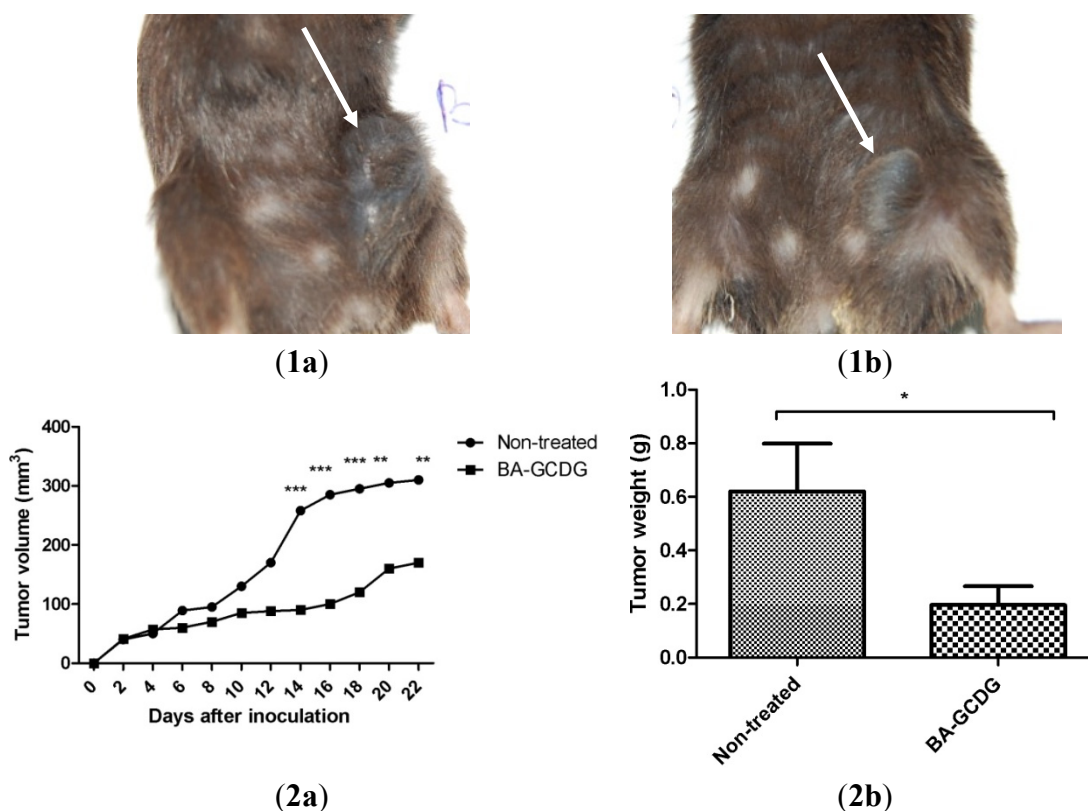 (1a)
(1b)
Tumor volume (mm³)
400
300
200
100
0
***
***
***
**
**
Non-treated
BA-GCDG
0 2 4 6 8 10 12 14 16 18 20 22
Days after inoculation
(2a)
Tumor weight (g)
1.0
0.8
0.6
0.4
0.2
0.0
*
Non-treated
BA-GCDG
(2b)